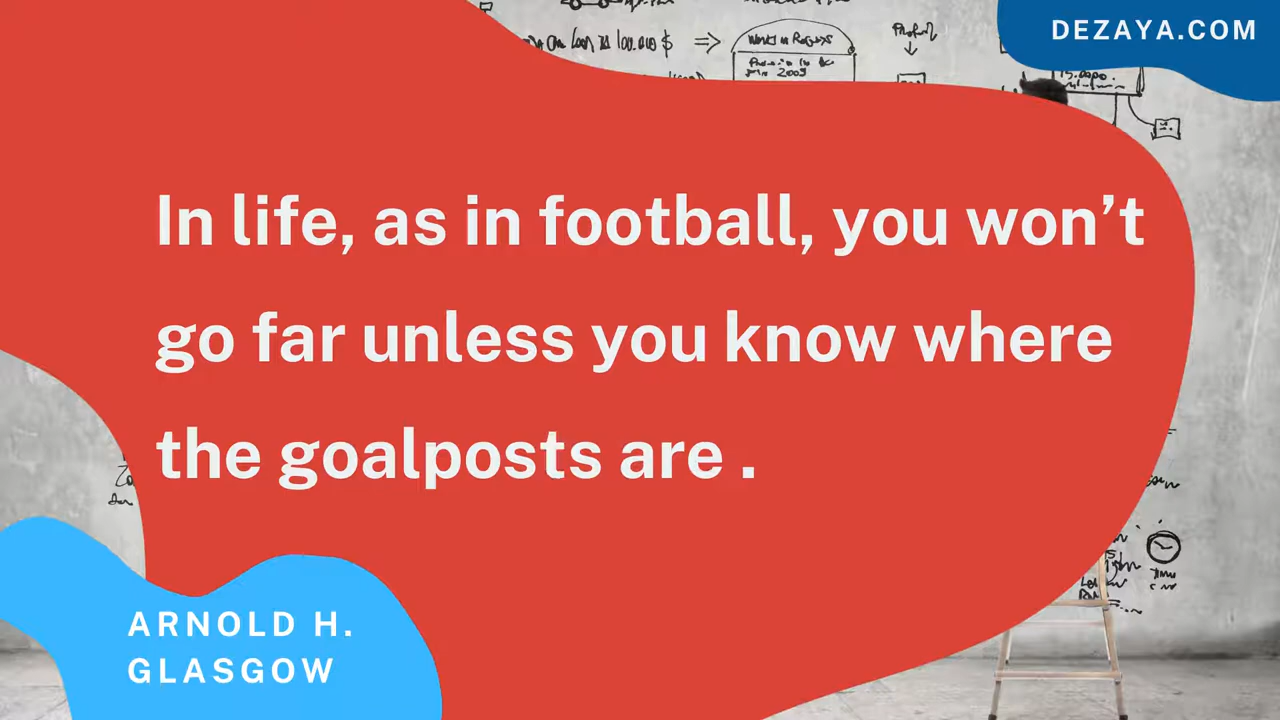 DEZAYA.COM
In life, as in football, you won’t
go far unless you know where
the goalposts are .
ARNOLD H.
GLASGOW